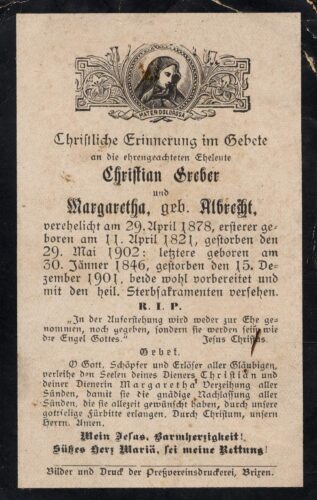 MATER DOLOROSA
Christliche Erinnerung im Gebete
an die ehrengeachteten Eheleute
Christian Greber
und
Margaretha, geb. Albrecht,
verehelicht am 29. April 1878, ersterer ge-
boren am 11. April 1821, gestorben den
29. Mai 1902: letztere geboren am
30. Jänner 1846, gestorben den 15. De-
zember 1901, beide wohl vorbereitet und
mit den heil. Sterbsakramenten versehen.
R. I. P.
„In der Auferstehung wird weder zur Ehe ge-
nommen, noch gegeben, sondern sie werden sein wie
die Engel Gottes.“ Jesus Christus.
Gebet.
O Gott, Schöpfer und Erlöser aller Gläubigen,
verleihe den Seelen deines Dieners Christian und
deiner Dienerin Margaretha Verzeihung aller
Sünden, damit sie die gnädige Nachlassung aller
Sünden, die sie allezeit gewünscht haben, durch unsere
gottselige Fürbitte erlangen. Durch Christum, unsern
Herrn. Amen.
Mein Jesus, Barmherzigkeit!
Süßes Herz Mariä, sei meine Rettung!
Bilder und Druck der Preßvereinsdruckerei, Brixen.